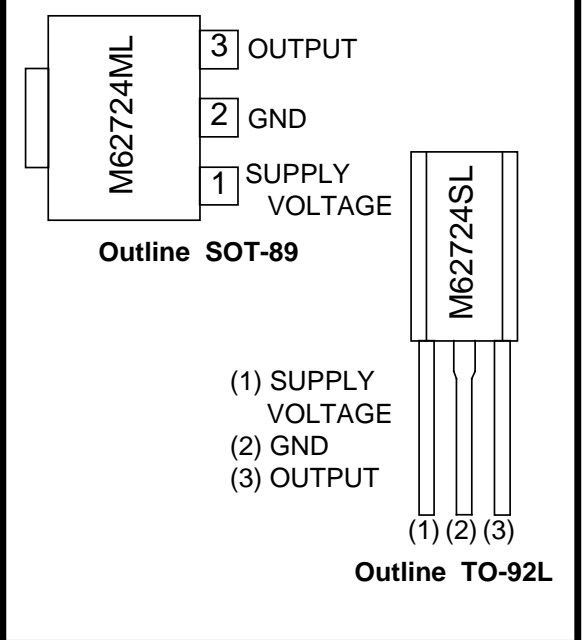 M62724ML
3 OUTPUT
2 GND
1 SUPPLY
VOLTAGE
Outline SOT-89
M62724SL
(1) SUPPLY
VOLTAGE
(2) GND
(3) OUTPUT
(1) (2) (3)
Outline TO-92L